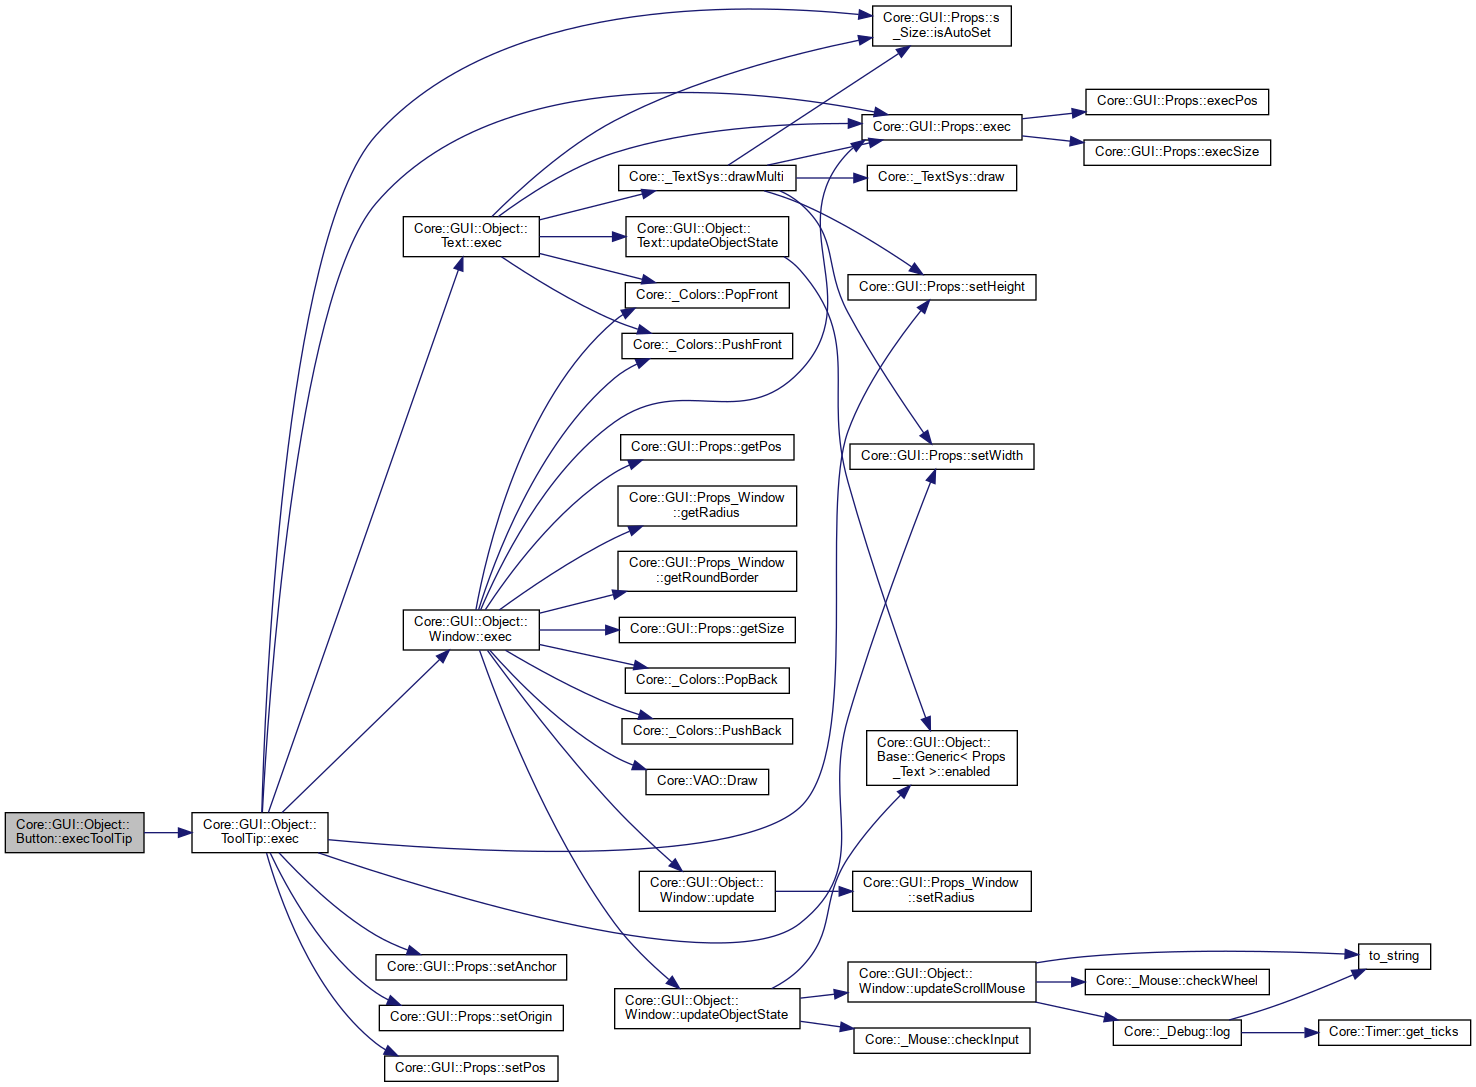 Core::GUI::Object::
Button::execToolTip
Core::GUI::Object::
ToolTip::exec
Core::GUI::Object::
Text::exec
Core::GUI::Object::
Window::exec
Core::GUI::Props::setAnchor
Core::GUI::Props::setOrigin
Core::GUI::Props::setPos
Core::_TextSys::drawMulti
Core::GUI::Object::
Text::updateObjectState
Core::_Colors::PopFront
Core::_Colors::PushFront
Core::GUI::Props::getPos
Core::GUI::Props_Window
::getRadius
Core::GUI::Props_Window
::getRoundBorder
Core::GUI::Props::getSize
Core::_Colors::PopBack
Core::_Colors::PushBack
Core::VAO::Draw
Core::GUI::Object::
Window::update
Core::GUI::Object::
Window::updateObjectState
Core::GUI::Props::s
_Size::isAutoSet
Core::GUI::Props::exec
Core::_TextSys::draw
Core::GUI::Props::setHeight
Core::GUI::Props::setWidth
Core::GUI::Object::
Base::Generic< Props
_Text >::enabled
Core::GUI::Props_Window
::setRadius
Core::GUI::Object::
Window::updateScrollMouse
Core::_Mouse::checkInput
Core::GUI::Props::execPos
Core::GUI::Props::execSize
to_string
Core::_Mouse::checkWheel
Core::_Debug::log
Core::Timer::get_ticks